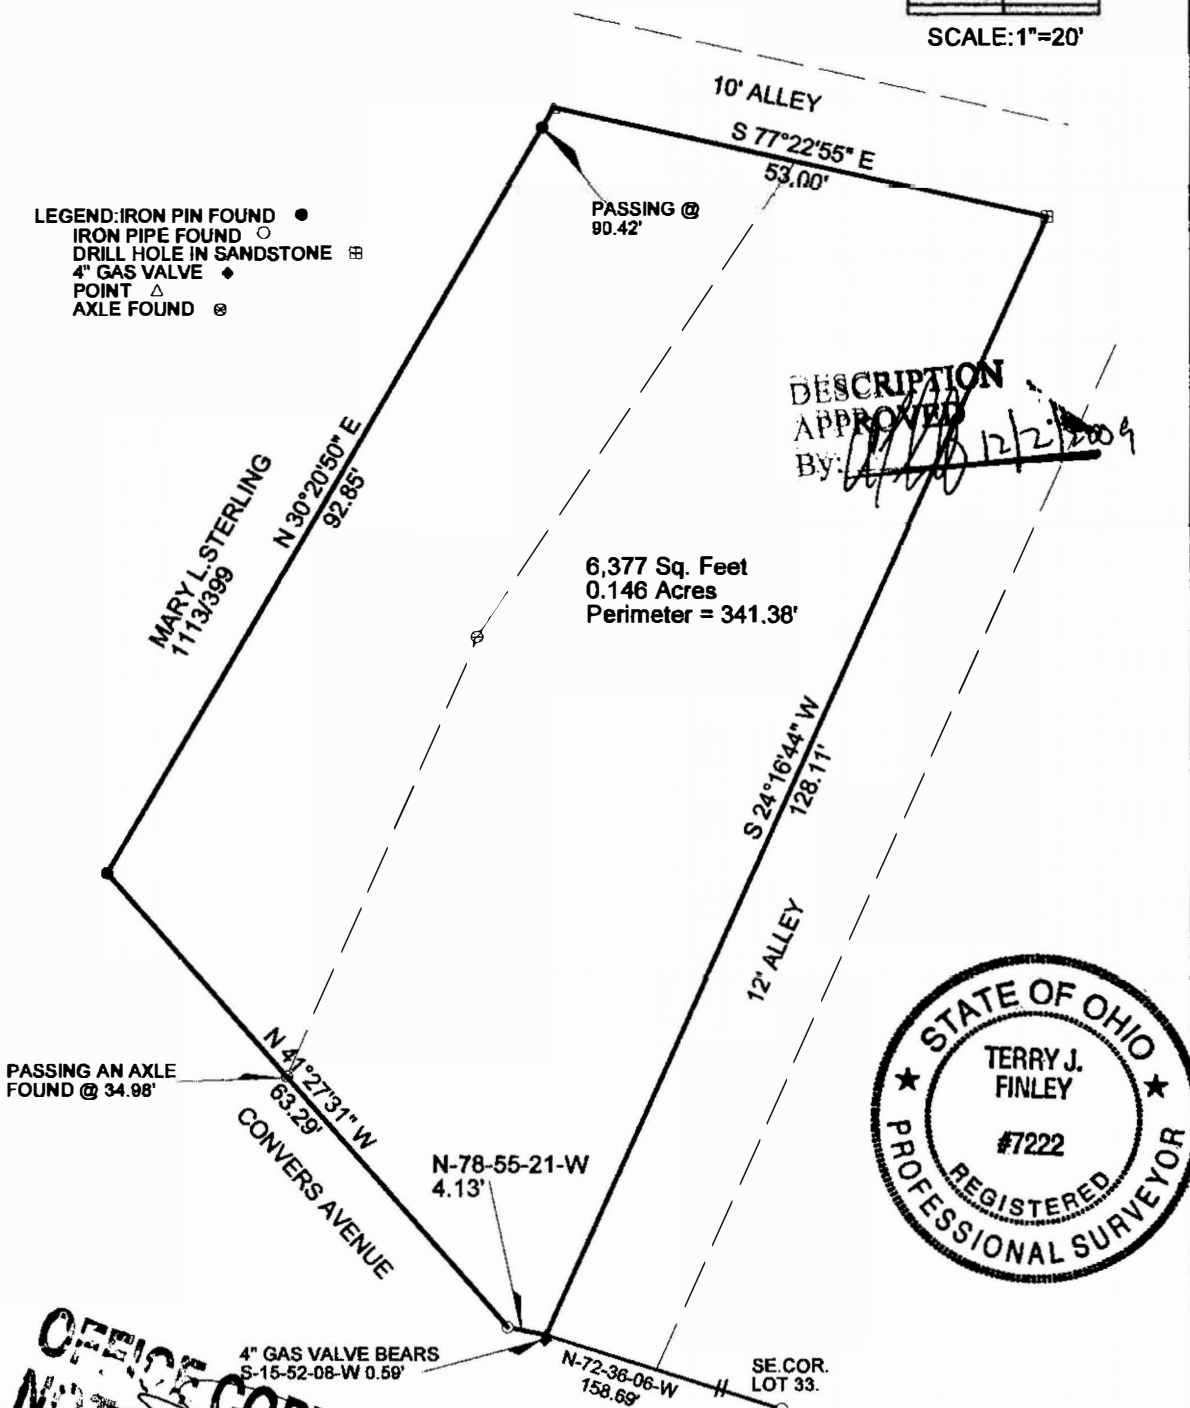 SCALE:1"=20'
10' ALLEY
S 77°22'55" E
53.00'
LEGEND:IRON PIN FOUND
IRON PIPE FOUND
DRILL HOLE IN SANDSTONE
4" GAS VALVE
POINT
AXLE FOUND
PASSING @
90.42'
DESCRIPTION
APPROVED
By:
12/2/2009
N 30°20'50" E
92.85'
MARY L.STERLING
1113/399
6,377 Sq. Feet
0.146 Acres
Perimeter = 341.38'
S 24°16'44" W
128.11'
12' ALLEY
STATE OF OHIO
TERRY J.
FINLEY
#7222
REGISTERED
PROFESSIONAL SURVEYOR
PASSING AN AXLE
FOUND @ 34.98'
N 41°27'31" W
63.29'
CONVERS AVENUE
N-78-55-21-W
4.13'
4" GAS VALVE BEARS
S-15-52-08-W 0.59'
N-72-36-06-W
158.69'
SE.COR.
LOT 33.
OFFICE